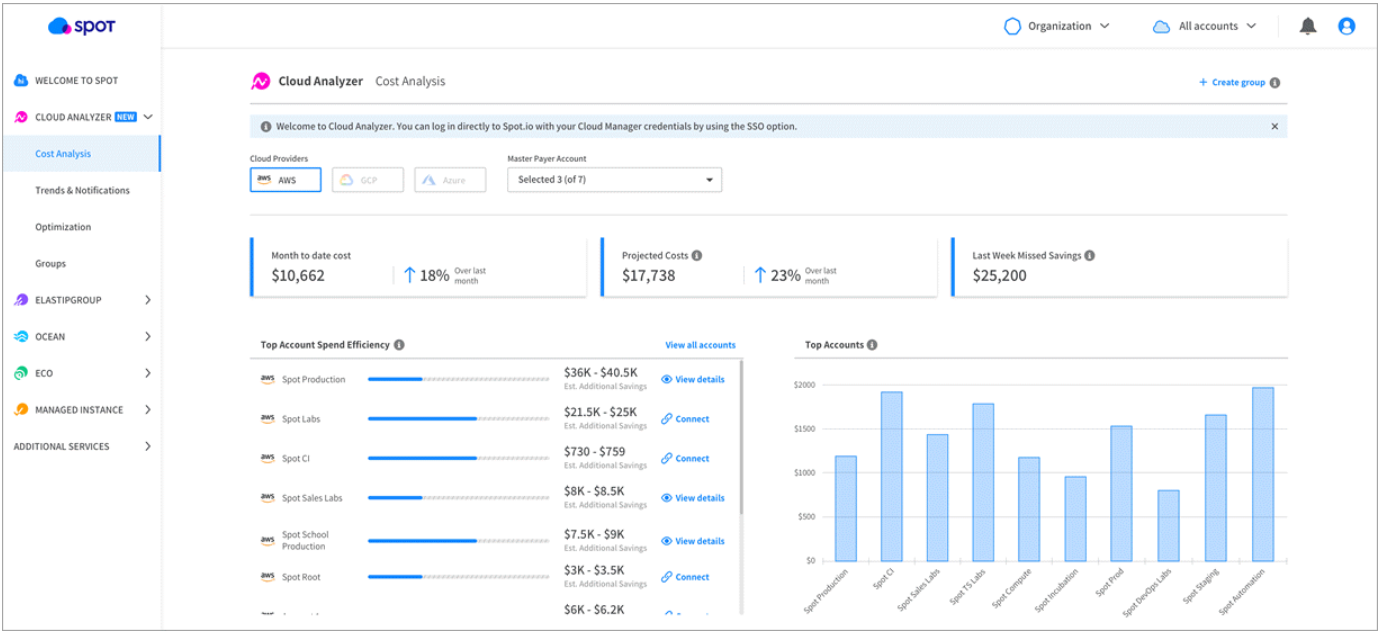 spot
Organization
All accounts
hi
WELCOME TO SPOT
CLOUD ANALYZER NEW
Cost Analysis
Trends & Notifications
Optimization
Groups
ELASTIPGROUP
OCEAN
ECO
MANAGED INSTANCE
ADDITIONAL SERVICES
Cloud Analyzer Cost Analysis
+ Create group
Welcome to Cloud Analyzer. You can log in directly to Spot.io with your Cloud Manager credentials by using the SSO option.
Cloud Providers
aws AWS
GCP
Azure
Master Payer Account
Selected 3 (of 7)
Month to date cost
$10,662
18% Over last
month
Projected Costs
$17,738
23% Over last
month
Last Week Missed Savings
$25,200
Top Account Spend Efficiency
View all accounts
aws Spot Production $36K - $40.5K View details
Est. Additional Savings
aws Spot Labs $21.5K - $25K Connect
Est. Additional Savings
aws Spot CI $730 - $759 Connect
Est. Additional Savings
aws Spot Sales Labs $8K - $8.5K View details
Est. Additional Savings
aws Spot School
Production $7.5K - $9K View details
Est. Additional Savings
aws Spot Root $3K - $3.5K Connect
Est. Additional Savings
$6K - $6.2K
Top Accounts
$2000
$1500
$1000
$500
$0
Spot Production
Spot CI
Spot Sales Labs
Spot TS Labs
Spot Compute
Spot Incubation
Spot Prod
Spot DevOps Labs
Spot Staging
Spot Automation